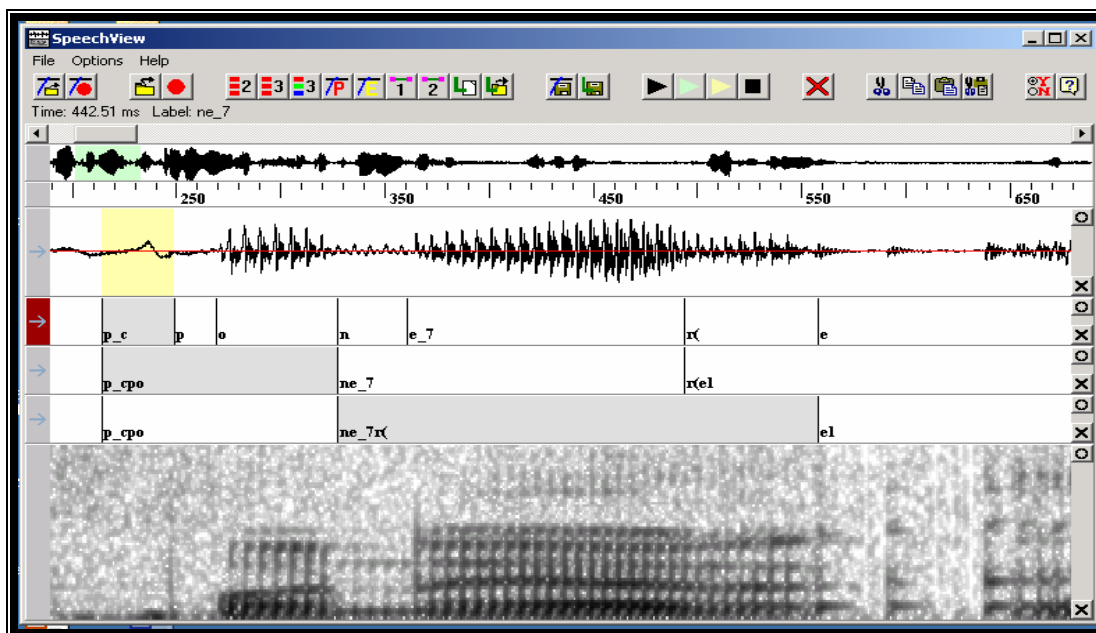 SpeechView
File Options Help
2 3 3 P E 1 2
Time: 442.51 ms Label: ne_7
250 350 450 550 650
p_c p o n e_7 r( e
p_cpo ne_7 r(el
p_cpo ne_7r( el